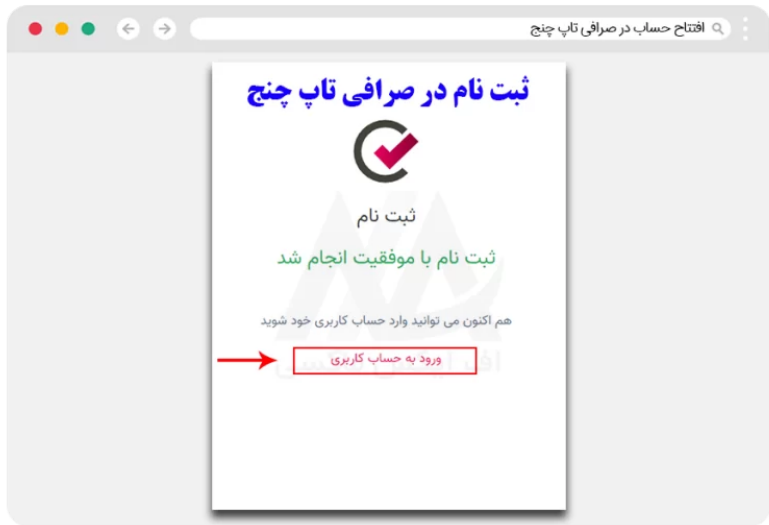 افتتاح حساب در صرافی تاپ چنج
ثبت نام در صرافی تاپ چنج
ثبت نام
ثبت نام با موفقیت انجام شد
هم اکنون می توانید وارد حساب کاربری خود شوید
ورود به حساب کاربری